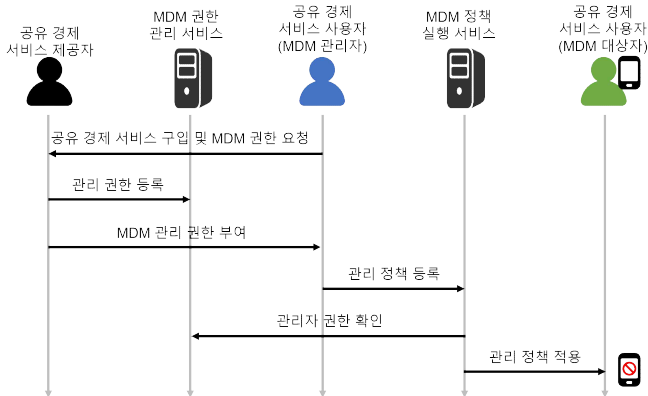 공유 경제
서비스 제공자
MDM 권한
관리 서비스
공유 경제
서비스 사용자
(MDM 관리자)
MDM 정책
실행 서비스
공유 경제
서비스 사용자
(MDM 대상자)
공유 경제 서비스 구입 및 MDM 권한 요청
관리 권한 등록
MDM 관리 권한 부여
관리 정책 등록
관리자 권한 확인
관리 정책 적용